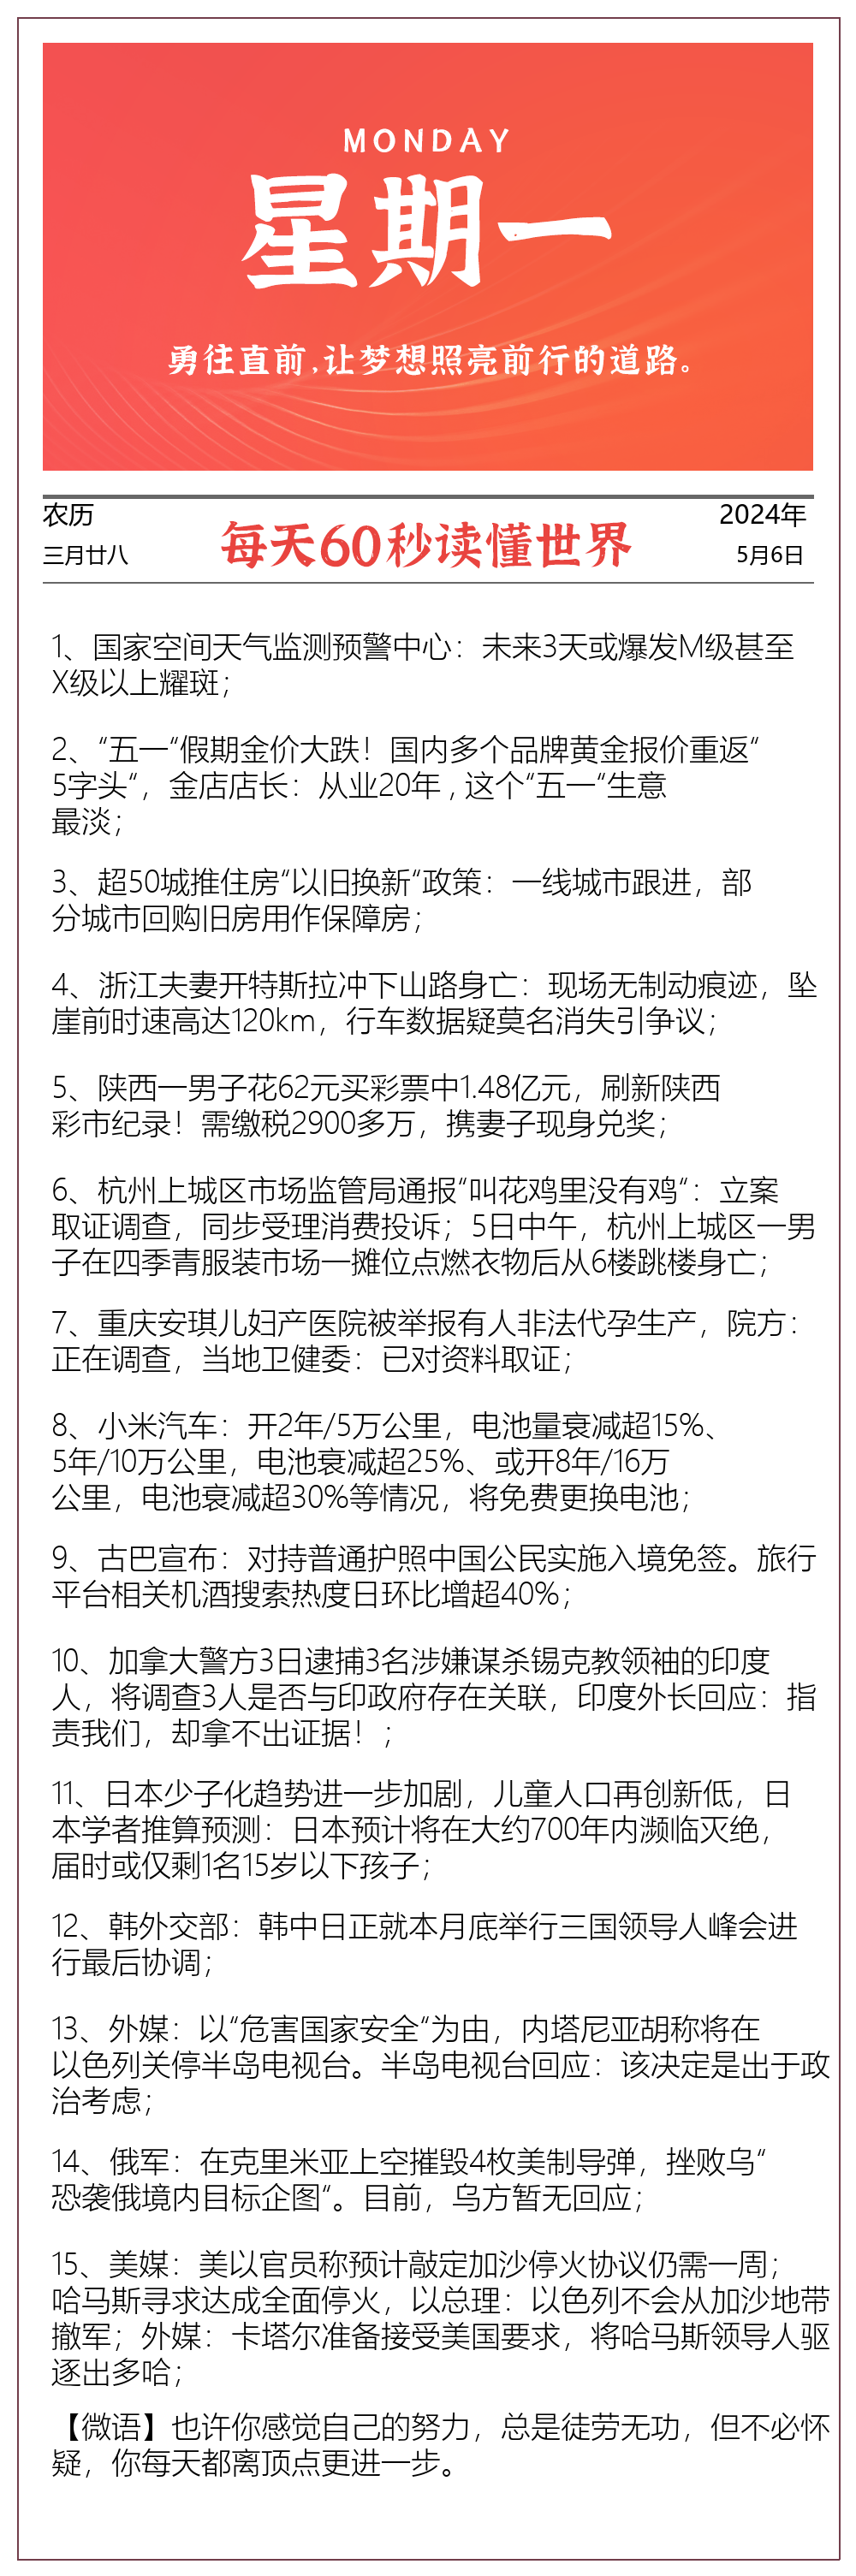 MONDAY
星期一
勇往直前,让梦想照亮前行的道路。
农历
三月廿八
每天60秒读懂世界
2024年
5月6日
1、国家空间天气监测预警中心：未来3天或爆发M级甚至
X级以上耀斑；
2、“五一“假期金价大跌！国内多个品牌黄金报价重返“
5字头“，金店店长：从业20年 , 这个“五一“生意
最淡；
3、超50城推住房“以旧换新“政策：一线城市跟进，部
分城市回购旧房用作保障房；
4、浙江夫妻开特斯拉冲下山路身亡：现场无制动痕迹，坠
崖前时速高达120km，行车数据疑莫名消失引争议；
5、陕西一男子花62元买彩票中1.48亿元，刷新陕西
彩市纪录！需缴税2900多万，携妻子现身兑奖；
6、杭州上城区市场监管局通报“叫花鸡里没有鸡“：立案
取证调查，同步受理消费投诉；5日中午，杭州上城区一男
子在四季青服装市场一摊位点燃衣物后从6楼跳楼身亡；
7、重庆安琪儿妇产医院被举报有人非法代孕生产，院方：
正在调查，当地卫健委：已对资料取证；
8、小米汽车：开2年/5万公里，电池量衰减超15%、
5年/10万公里，电池衰减超25%、或开8年/16万
公里，电池衰减超30%等情况，将免费更换电池；
9、古巴宣布：对持普通护照中国公民实施入境免签。旅行
平台相关机酒搜索热度日环比增超40%；
10、加拿大警方3日逮捕3名涉嫌谋杀锡克教领袖的印度
人，将调查3人是否与印政府存在关联，印度外长回应：指
责我们，却拿不出证据！；
11、日本少子化趋势进一步加剧，儿童人口再创新低，日
本学者推算预测：日本预计将在大约700年内濒临灭绝，
届时或仅剩1名15岁以下孩子；
12、韩外交部：韩中日正就本月底举行三国领导人峰会进
行最后协调；
13、外媒：以“危害国家安全“为由，内塔尼亚胡称将在
以色列关停半岛电视台。半岛电视台回应：该决定是出于政
治考虑；
14、俄军：在克里米亚上空摧毁4枚美制导弹，挫败乌“
恐袭俄境内目标企图“。目前，乌方暂无回应；
15、美媒：美以官员称预计敲定加沙停火协议仍需一周；
哈马斯寻求达成全面停火，以总理：以色列不会从加沙地带
撤军；外媒：卡塔尔准备接受美国要求，将哈马斯领导人驱
逐出多哈；
【微语】也许你感觉自己的努力，总是徒劳无功，但不必怀
疑，你每天都离顶点更进一步。